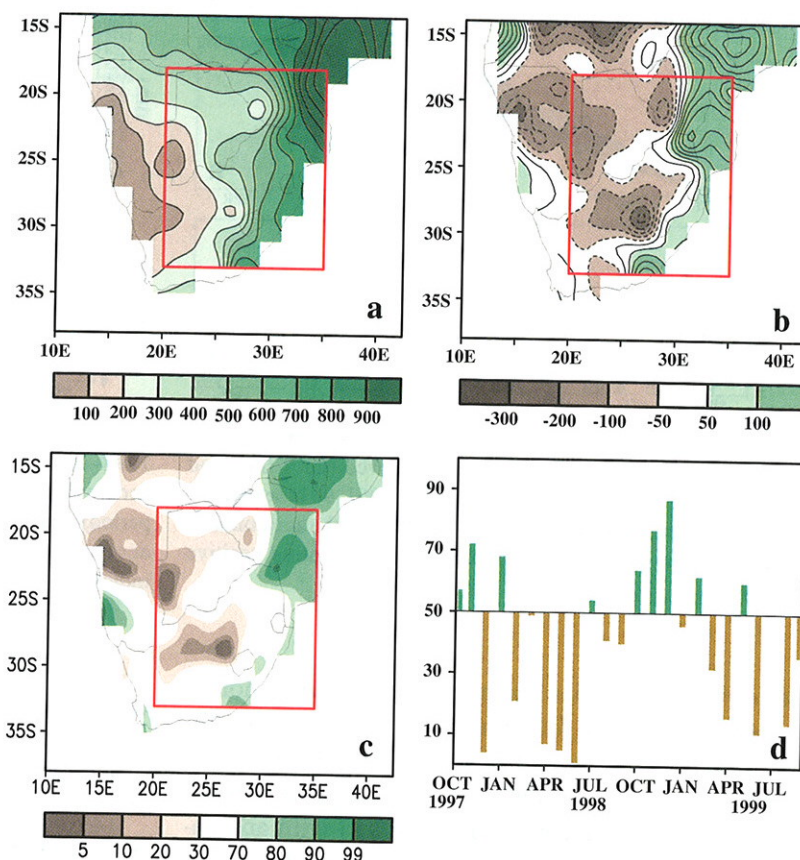 15S
20S
25S
30S
35S
a
10E 20E 30E 40E
100 200 300 400 500 600 700 800 900
15S
20S
25S
30S
35S
b
10E 20E 30E 40E
-300 -200 -100 -50 50 100
15S
20S
25S
30S
35S
c
10E 15E 20E 25E 30E 35E
5 10 20 30 70 80 90 99
90
70
50
30
10
d
OCT JAN APR JUL OCT JAN APR JUL
1997 1998 1999